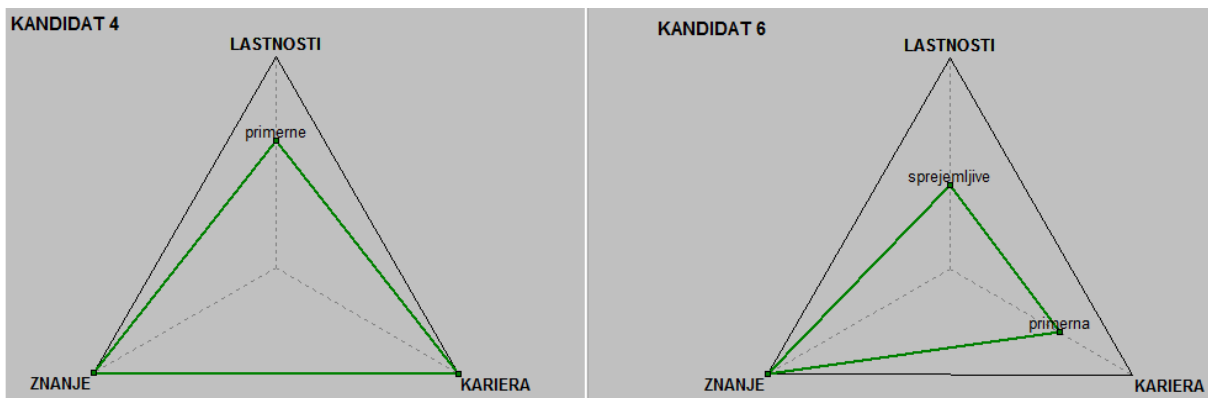 KANDIDAT 4
LASTNOSTI
primerne
ZNANJE
KARIERA
KANDIDAT 6
LASTNOSTI
sprejemljive
primerna
ZNANJE
KARIERA